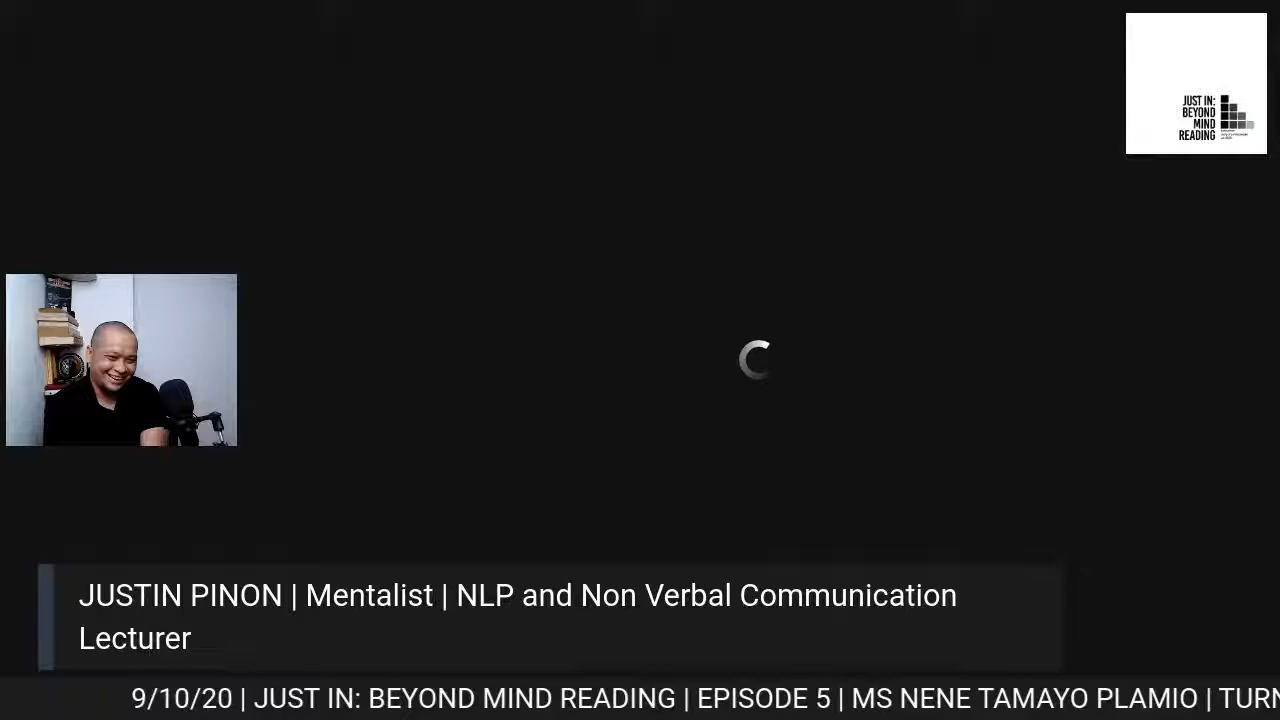 JUST IN:
BEYOND
MIND
READING
JUSTIN PINON | Mentalist | NLP and Non Verbal Communication
Lecturer
9/10/20 | JUST IN: BEYOND MIND READING | EPISODE 5 | MS NENE TAMAYO PLAMIO | TURN